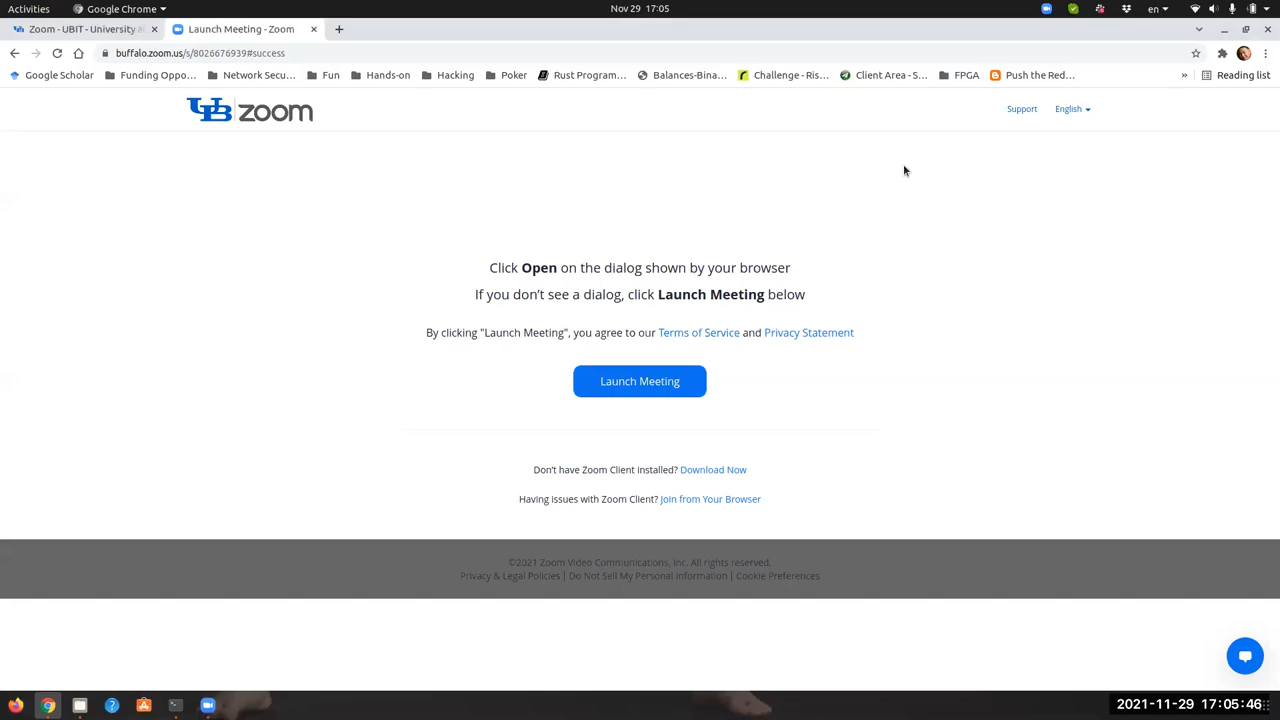 Activities
Google Chrome
Nov 29 17:05
en
Zoom - UBIT - University a
Launch Meeting - Zoom
buffalo.zoom.us/s/8026676939#success
Google Scholar
Funding Oppo...
Network Secu...
Fun
Hands-on
Hacking
Poker
Rust Program...
Balances-Bina...
Challenge - Ris...
Client Area - S...
FPGA
Push the Red...
»
Reading list
UB zoom
Support
English
Click Open on the dialog shown by your browser
If you don't see a dialog, click Launch Meeting below
By clicking "Launch Meeting", you agree to our Terms of Service and Privacy Statement
Launch Meeting
Don't have Zoom Client installed? Download Now
Having issues with Zoom Client? Join from Your Browser
©2021 Zoom Video Communications, Inc. All rights reserved.
Privacy & Legal Policies | Do Not Sell My Personal Information | Cookie Preferences
2021-11-29 17:05:46